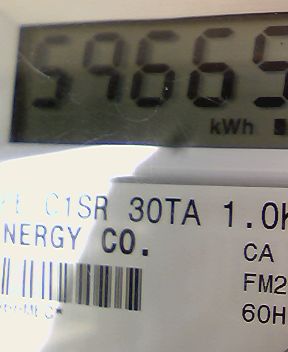 59665
kWh
C1SR 30TA 1.0
NERGY CO.
CA
FM2
60H